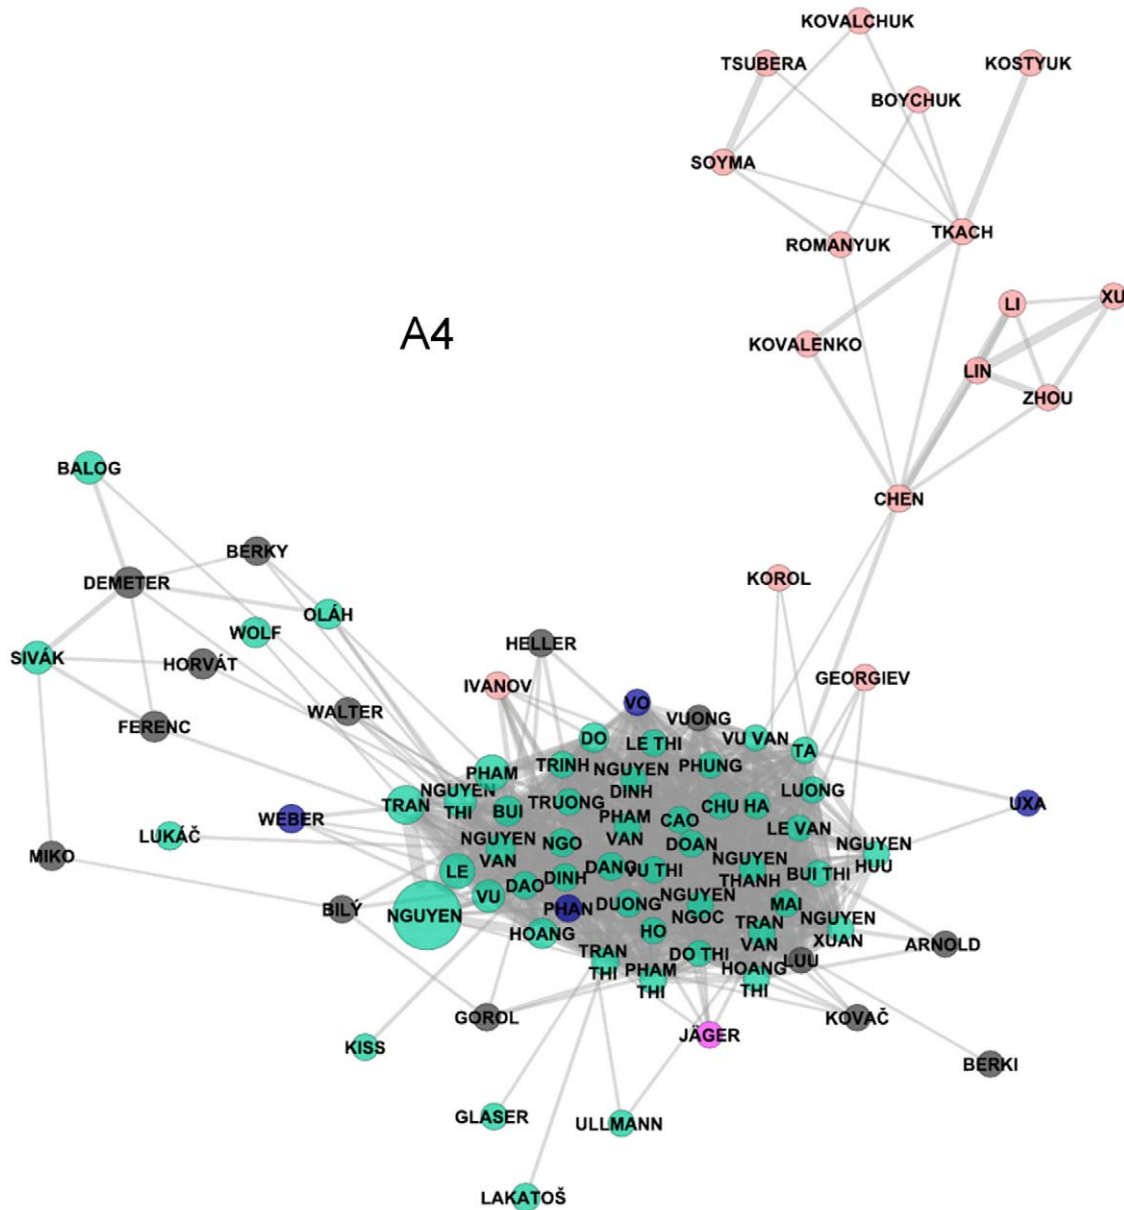 KOVALCHUK
TSUBERA
KOSTYUK
BOYCHUK
SOYMA
TKACH
ROMANYUK
LI
XU
A4
KOVALENKO
LIN
ZHOU
BALOG
CHEN
BERKY
DEMETER
KOROL
OLÁH
WOLF
HELLER
SIVÁK
HORVÁT
GEORGIEV
IVANOV
VO
VUONG
WALTER
FERENC
DO
LE THI
VU VAN
TA
TRINH
PHUNG
PHAM
NGUYEN
DINH
NGUYEN
THI
LUONG
TRAN
BUI
TRUONG
CHU
HA
UXA
WEBER
PHAM
VAN
CAO
LE VAN
LUKÁČ
NGUYEN
VAN
NGO
DOAN
NGUYEN
HUU
MIKO
LE
DANG
VU THI
NGUYEN
THANH
BUI THI
DINH
VU
DAO
BILÝ
NGUYEN
PHAN
DUONG
NGUYEN
NGOC
MAI
NGUYEN
XUAN
HOANG
HO
TRAN
VAN
ARNOLD
TRAN
THI
DO THI
LUU
PHAM
THI
HOANG
THI
GOROL
KOVAČ
JÄGER
KISS
BERKI
GLASER
ULLMANN
LAKATOŠ